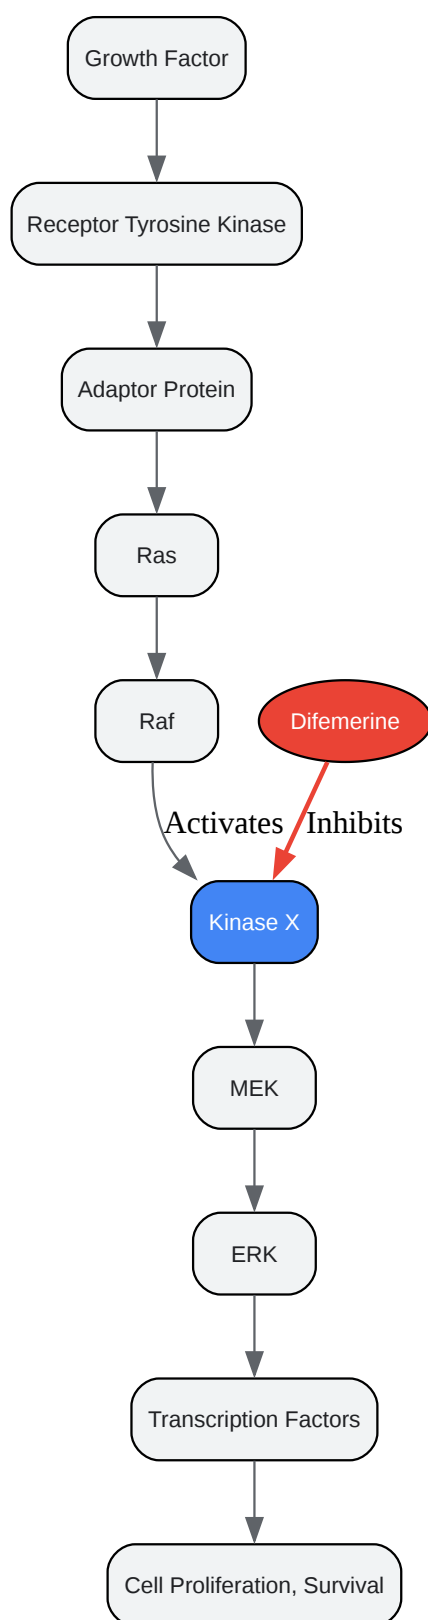 Growth Factor
Receptor Tyrosine Kinase
Adaptor Protein
Ras
Raf
Difemerine
Activates
Inhibits
Kinase X
MEK
ERK
Transcription Factors
Cell Proliferation, Survival